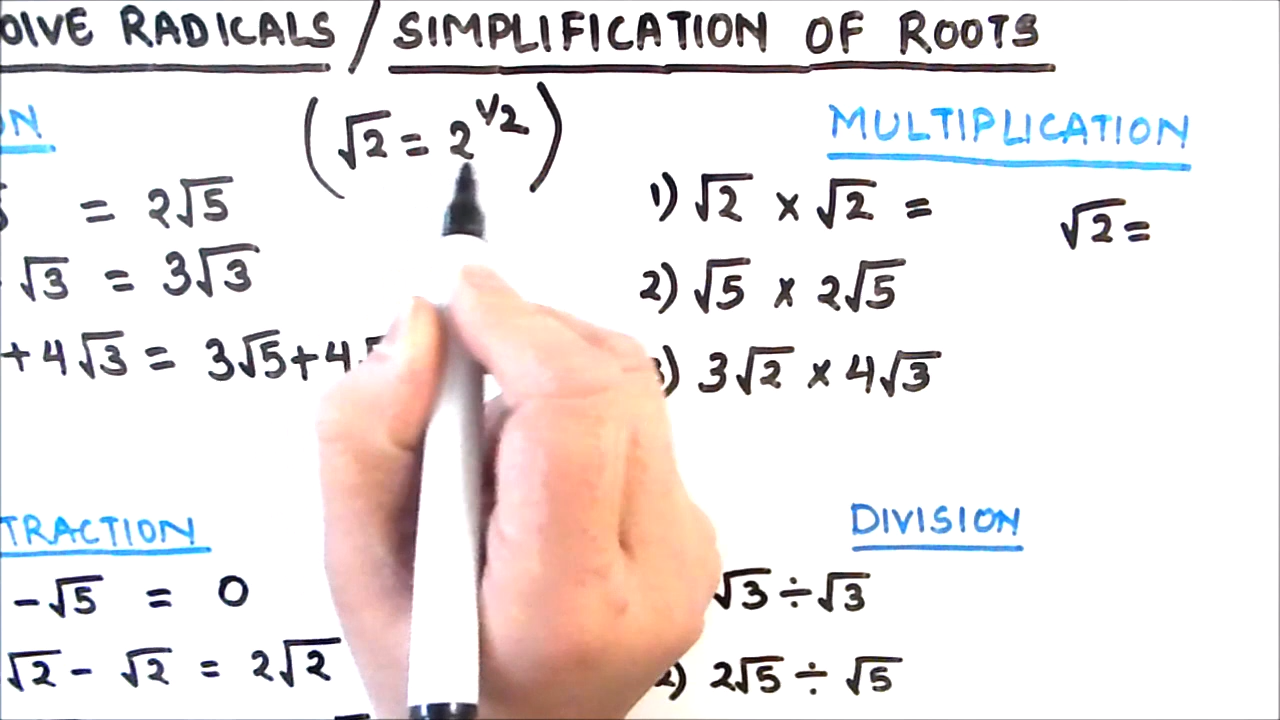 RADICALS / SIMPLIFICATION OF ROOTS
(√2 = 2^1/2)
= 2√5
√3 = 3√3
+ 4√3 = 3√5 + 4
MULTIPLICATION
1) √2 × √2 =
√2 =
2) √5 × 2√5
) 3√2 × 4√3
TRACTION
- √5 = 0
√2 - √2 = 2√2
DIVISION
√3 ÷ √3
2) 2√5 ÷ √5